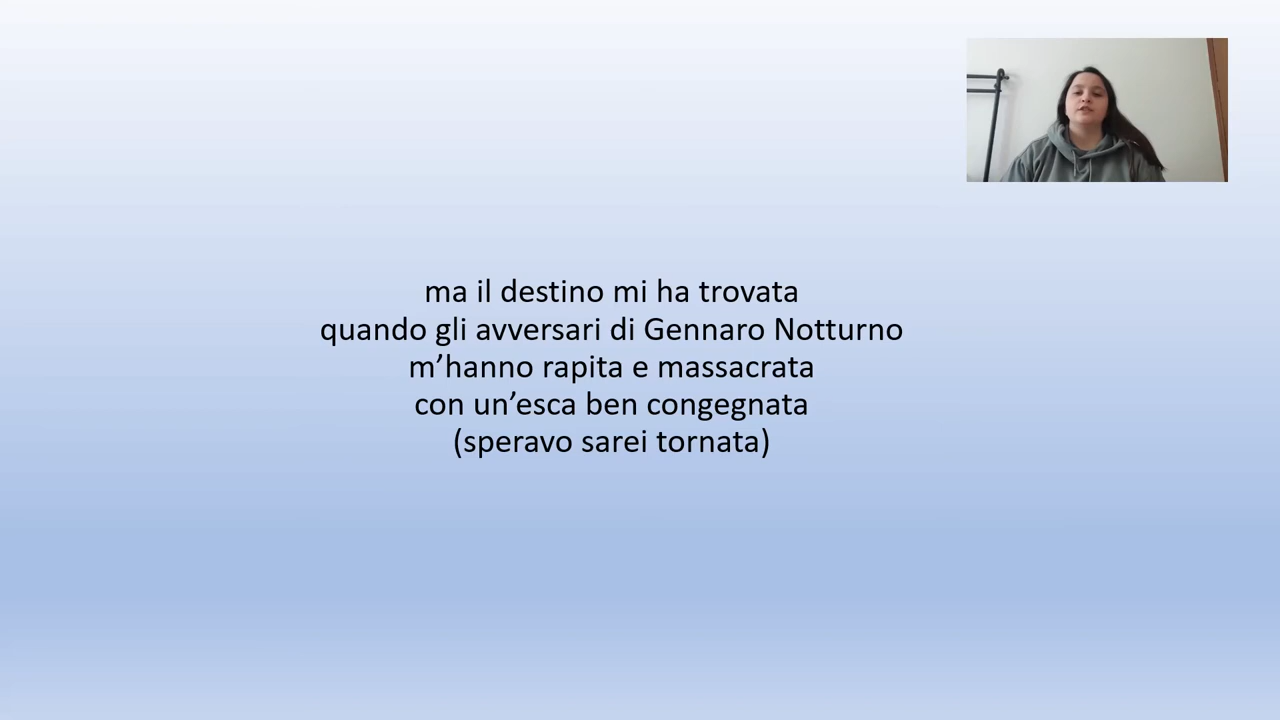 ma il destino mi ha trovata
quando gli avversari di Gennaro Notturno
m’hanno rapita e massacrata
con un’esca ben congegnata
(speravo sarei tornata)